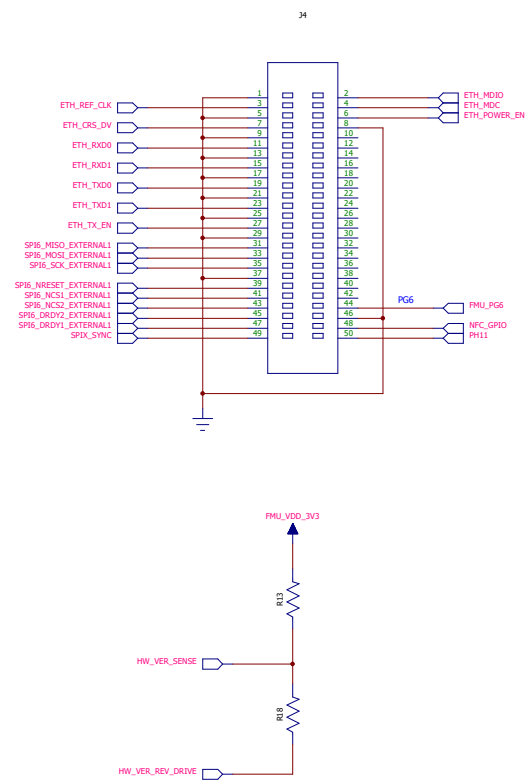 J4
1 2 ETH_MDIO
ETH_REF_CLK 3 4 ETH_MDC
5 6 ETH_POWER_EN
ETH_CRS_DV 7 8
9 10
ETH_RXD0 11 12
13 14
ETH_RXD1 15 16
17 18
ETH_TXD0 19 20
21 22
ETH_TXD1 23 24
25 26
ETH_TX_EN 27 28
29 30
SPI6_MISO_EXTERNAL1 31 32
SPI6_MOSI_EXTERNAL1 33 34
SPI6_SCK_EXTERNAL1 35 36
37 38
SPI6_NRESET_EXTERNAL1 39 40
SPI6_NCS1_EXTERNAL1 41 42
SPI6_NCS2_EXTERNAL1 43 44 PG6 FMU_PG6
SPI6_DRDY2_EXTERNAL1 45 46
SPI6_DRDY1_EXTERNAL1 47 48 NFC_GPIO
SPIX_SYNC 49 50 PH11
FMU_VDD_3V3
R13
HW_VER_SENSE
R18
HW_VER_REV_DRIVE